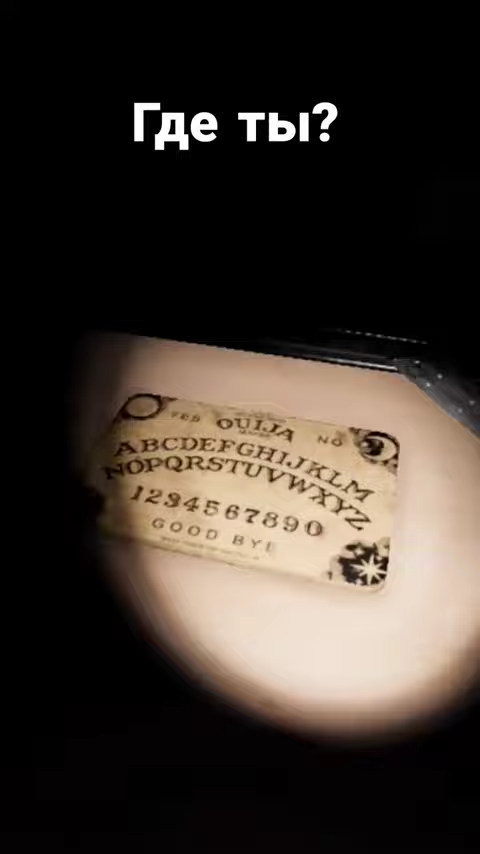 Где ты?
YES OUIJA NO
ABCDEFGHIJKLM
NOPQRSTUVWXYZ
1234567890
GOOD BYE